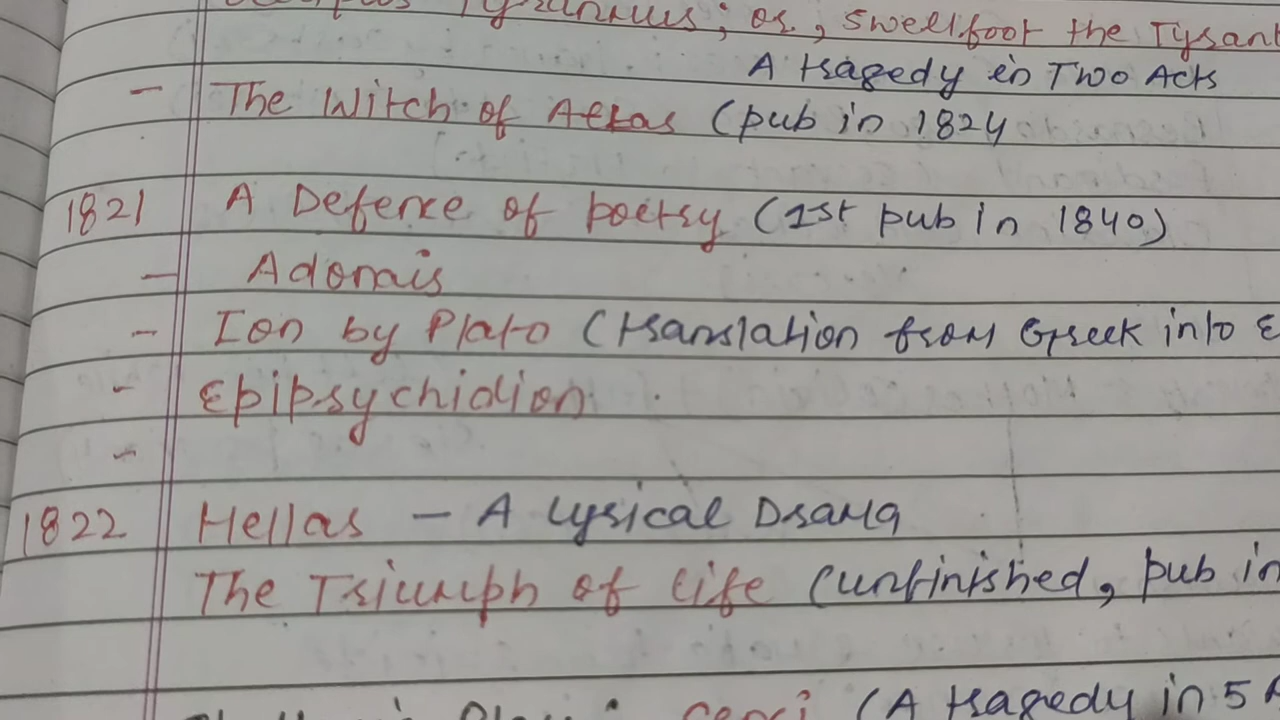 Tyrannus; or, Swellfoot the Tyrant
A tragedy in Two Acts
- The Witch of Atlas (pub in 1824
1821 A Defence of poetry (1st pub in 1840)
- Adonais
- Ion by Plato (translation from Greek into E
- Epipsychidion
-
1822 Hellas - A Lyrical Drama
The Triumph of life (unfinished, pub in
cenci (A tragedy in 5 A